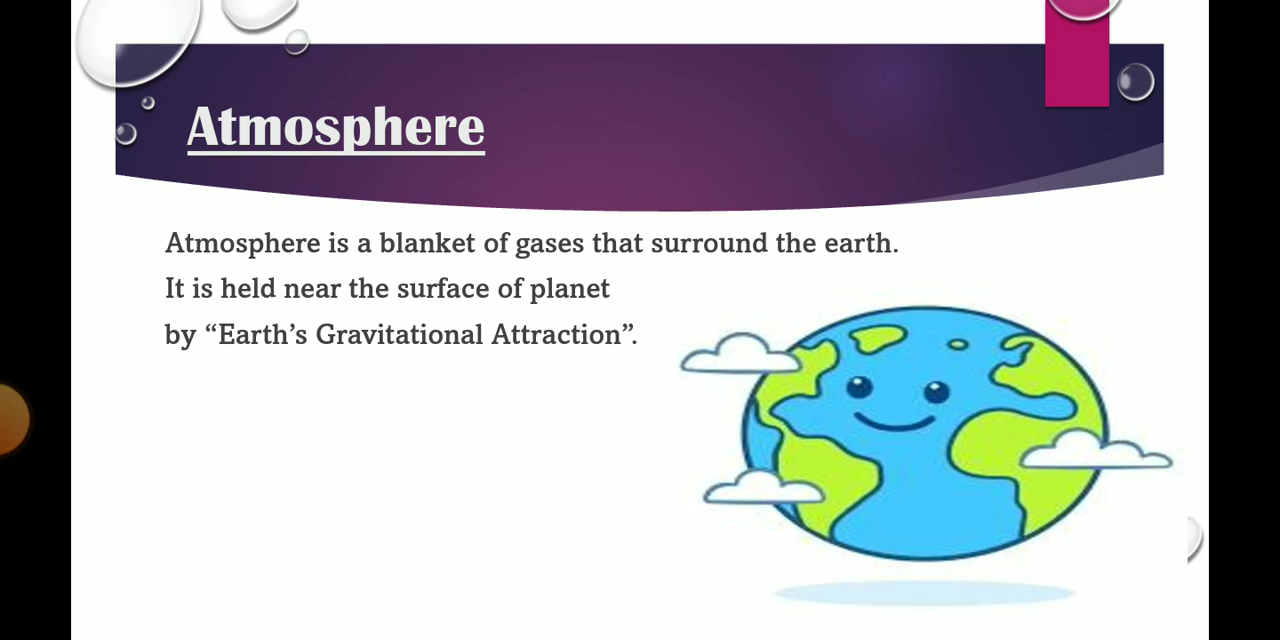 Atmosphere
Atmosphere is a blanket of gases that surround the earth.
It is held near the surface of planet
by “Earth’s Gravitational Attraction”.